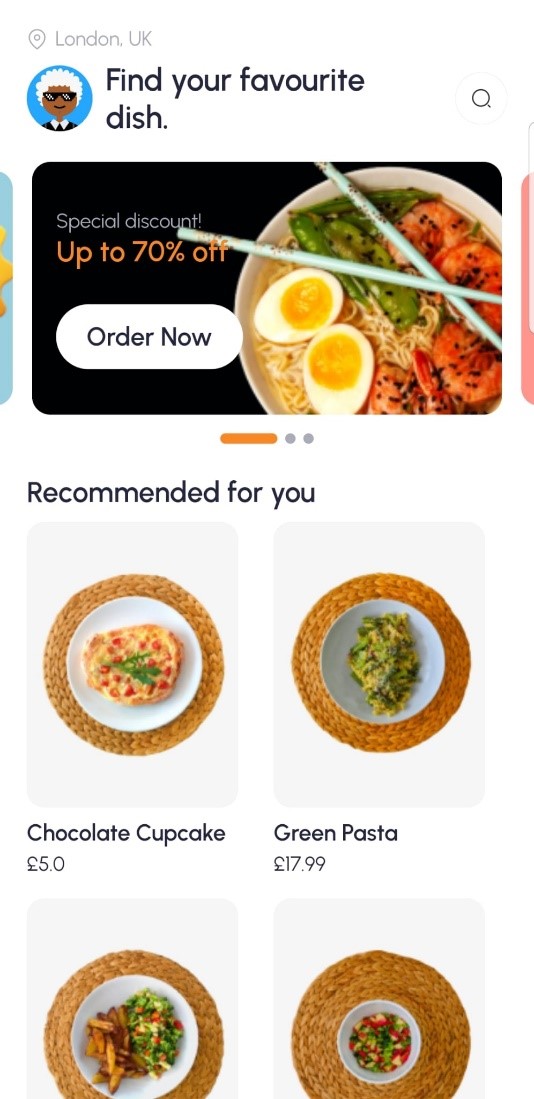 London, UK
Find your favourite
dish.
Special discount!
Up to 70% off
Order Now
Recommended for you
Chocolate Cupcake
Green Pasta
£5.0
£17.99